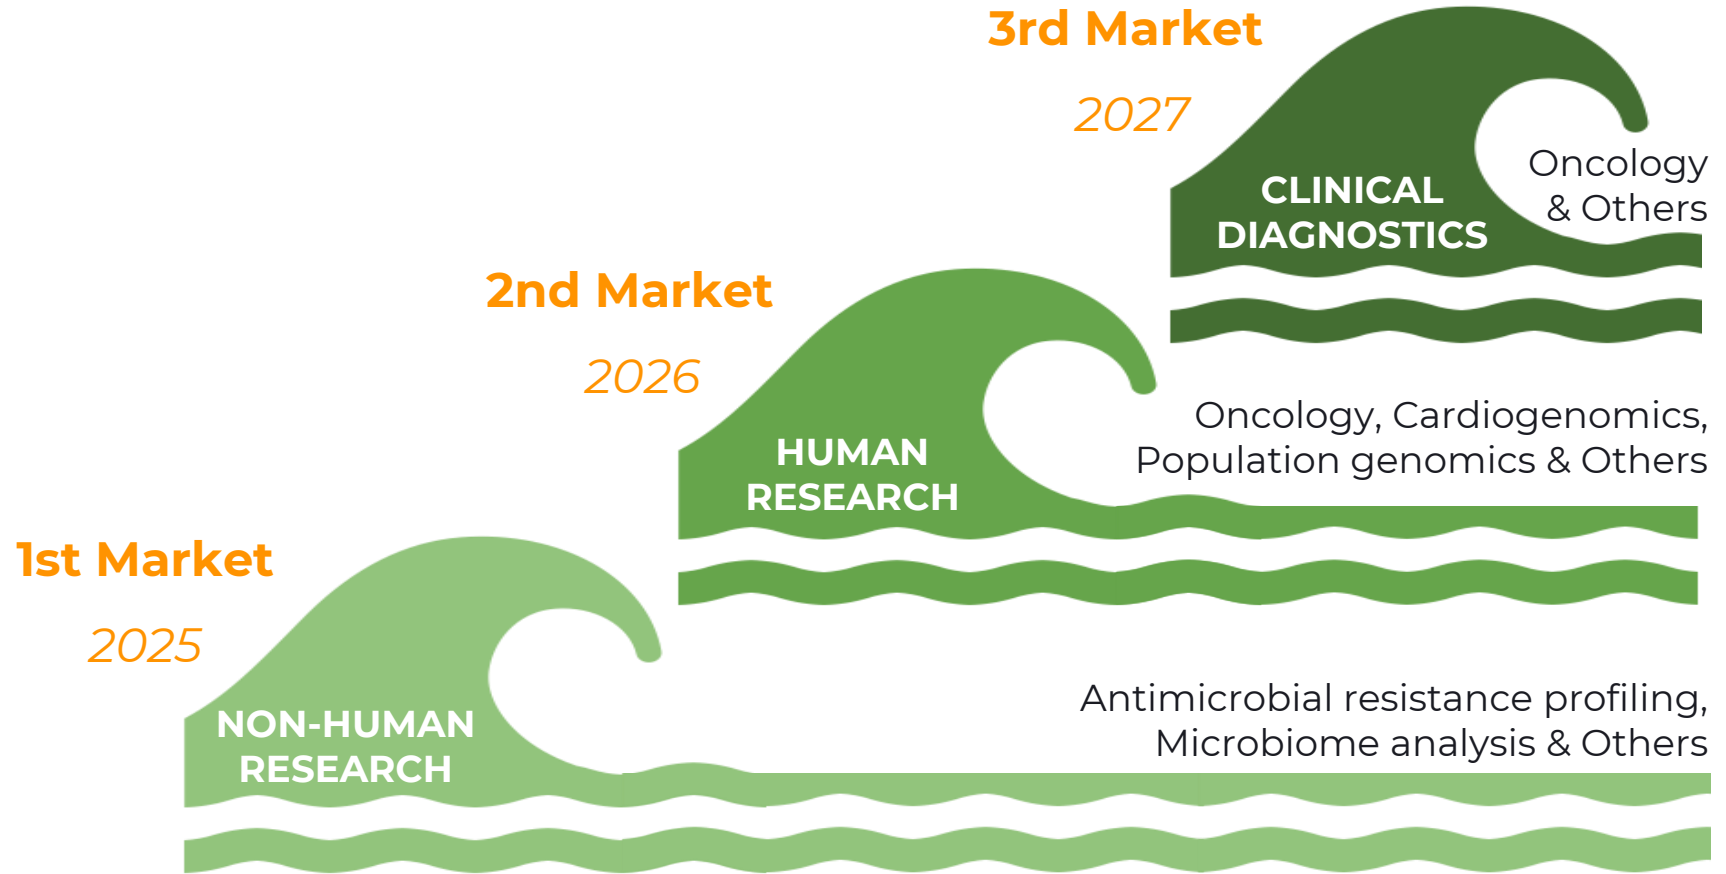 3rd Market
2027
CLINICAL
DIAGNOSTICS
Oncology
& Others
2nd Market
2026
HUMAN
RESEARCH
Oncology, Cardiogenomics,
Population genomics & Others
1st Market
2025
NON-HUMAN
RESEARCH
Antimicrobial resistance profiling,
Microbiome analysis & Others